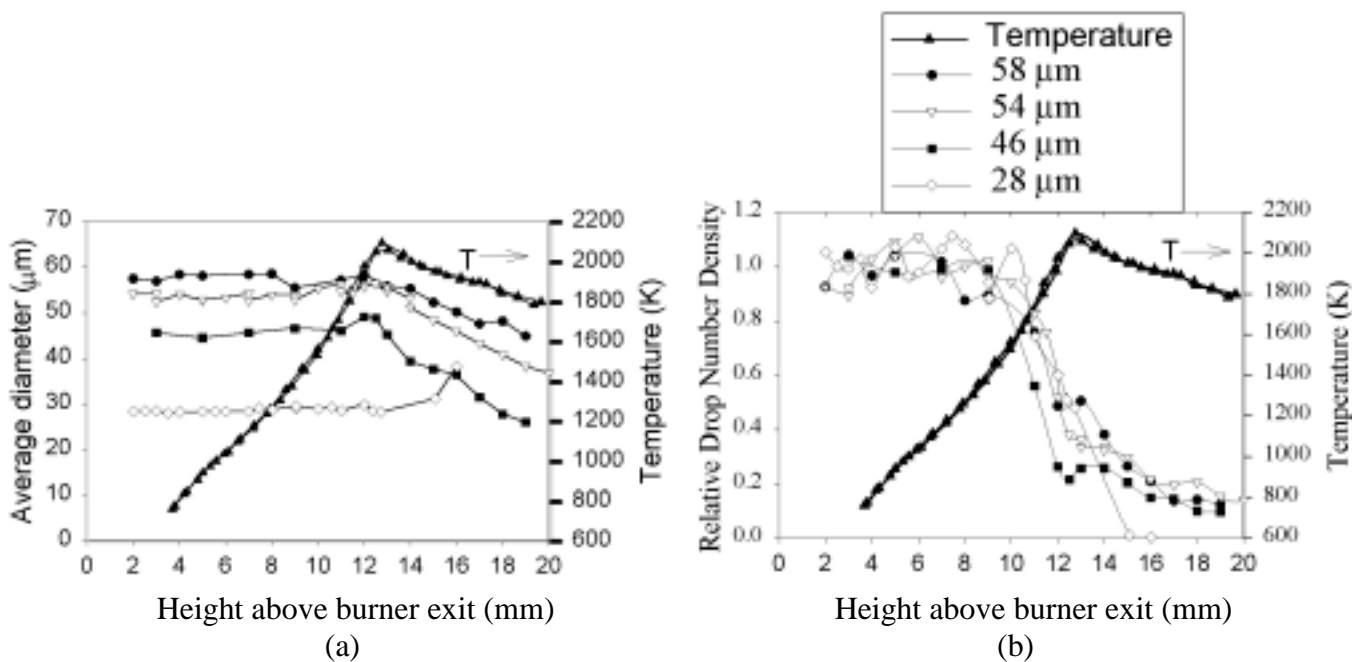 Temperature
58 µm
54 µm
46 µm
28 µm
Average diameter (µm)
70
60
50
40
30
20
10
0
0 2 4 6 8 10 12 14 16 18 20
T
2200
2000
1800
1600
1400
1200
1000
800
600
Temperature (K)
Height above burner exit (mm)
(a)
Relative Drop Number Density
1.2
1.0
0.8
0.6
0.4
0.2
0.0
0 2 4 6 8 10 12 14 16 18 20
T
2200
2000
1800
1600
1400
1200
1000
800
600
Temperature (K)
Height above burner exit (mm)
(b)